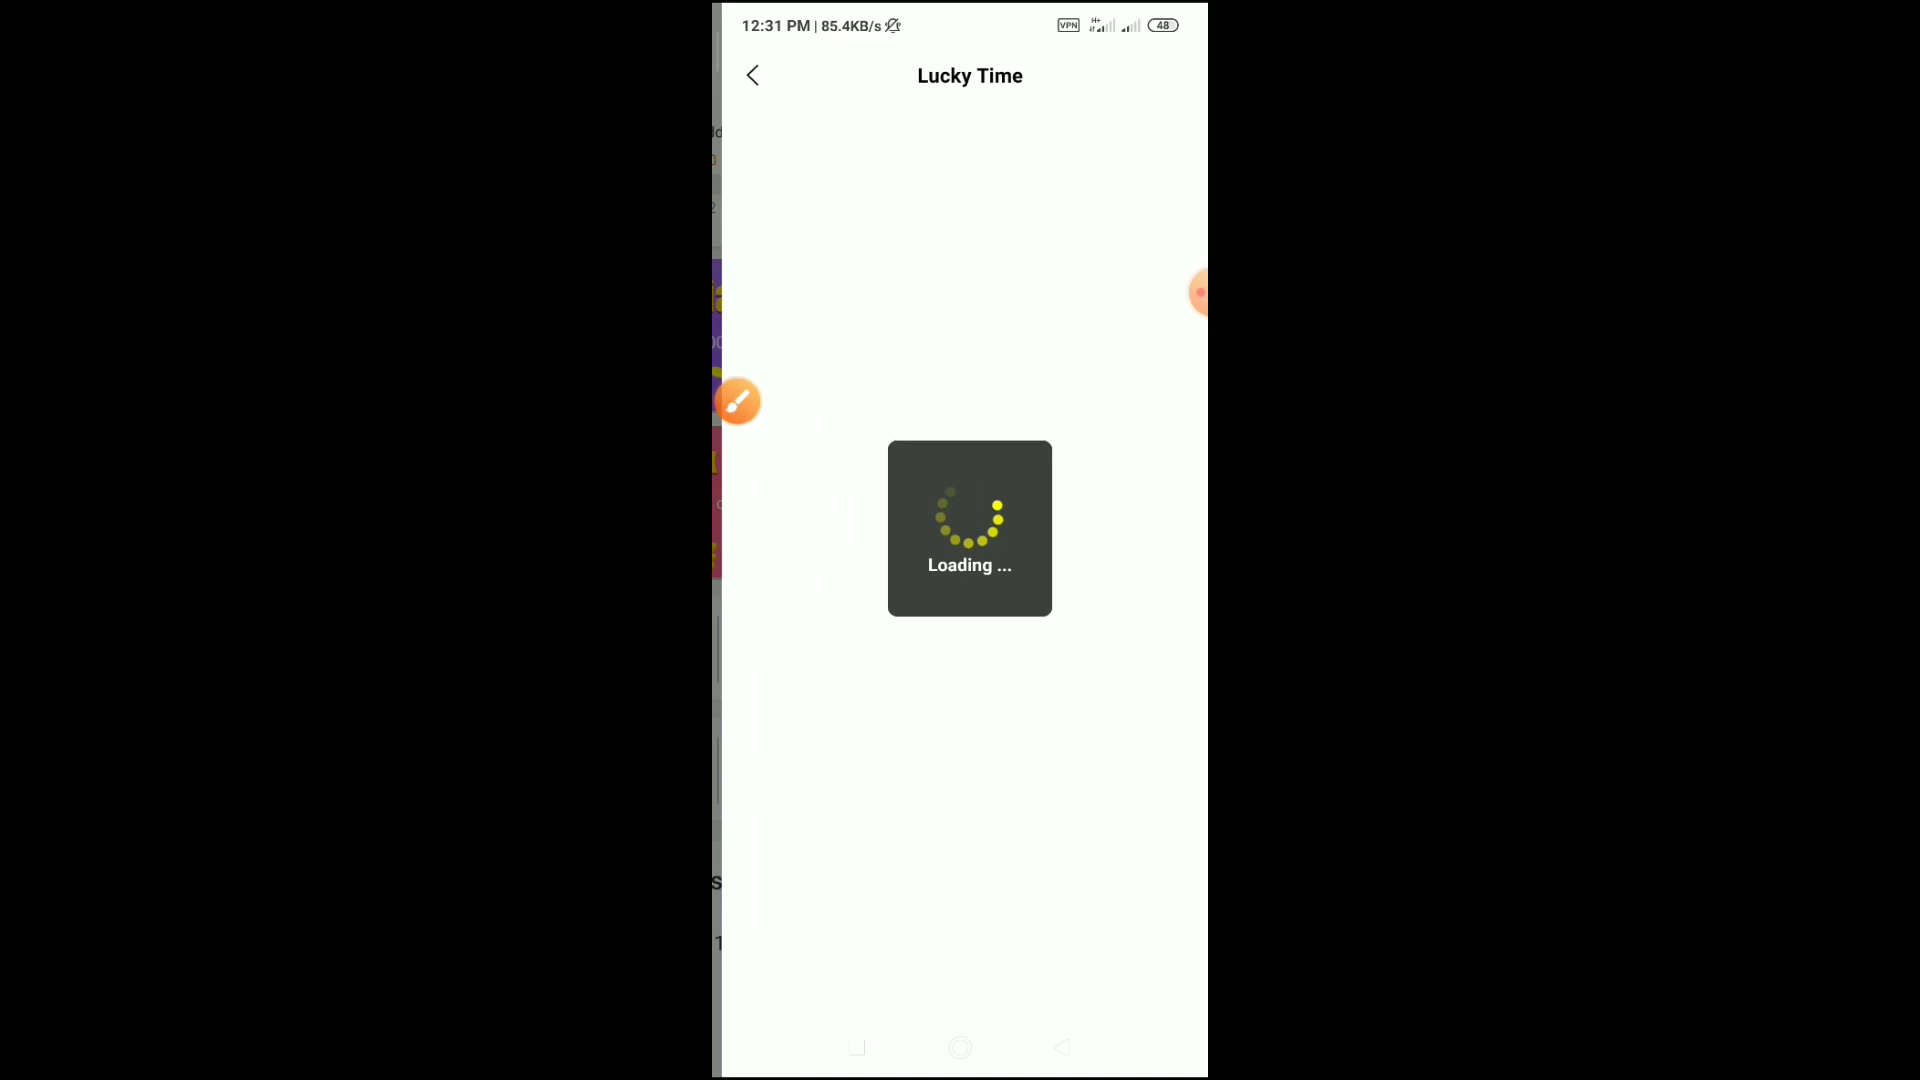 12:31 PM | 85.4KB/s
VPN H+ 48
Lucky Time
Loading ...